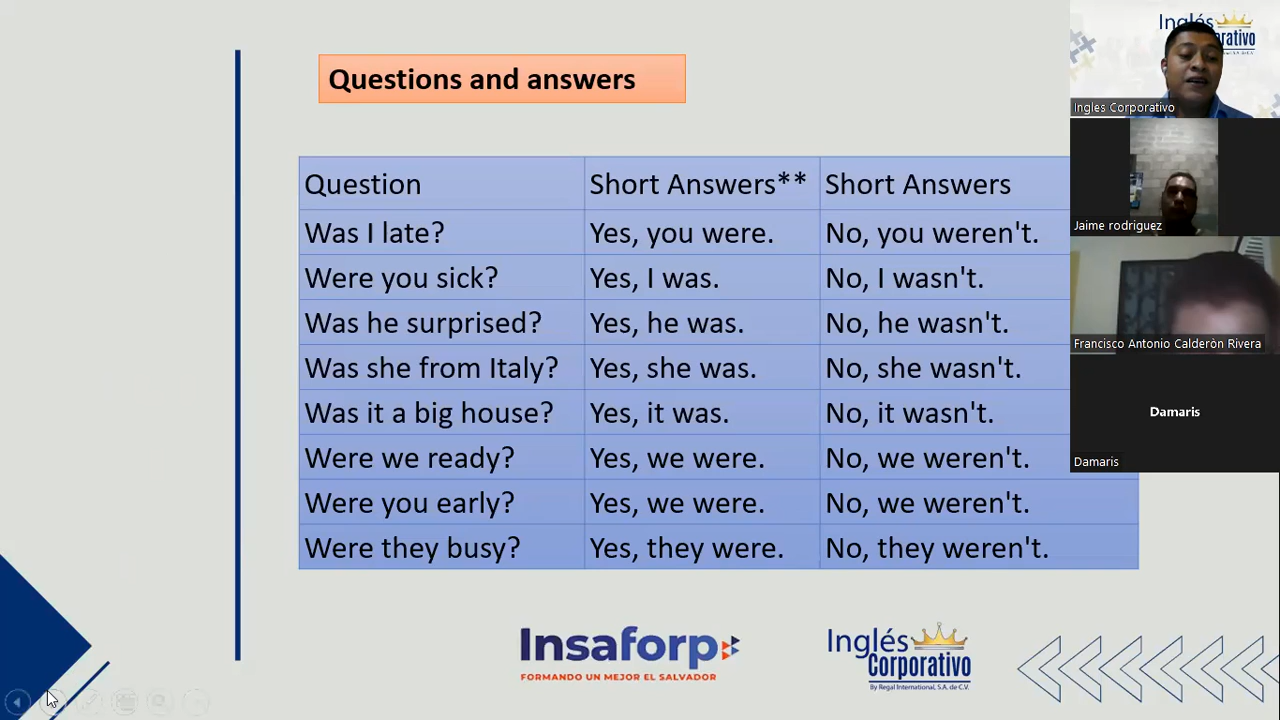 Questions and answers
Question Short Answers** Short Answers
Was I late? Yes, you were. No, you weren't.
Were you sick? Yes, I was. No, I wasn't.
Was he surprised? Yes, he was. No, he wasn't.
Was she from Italy? Yes, she was. No, she wasn't.
Was it a big house? Yes, it was. No, it wasn't.
Were we ready? Yes, we were. No, we weren't.
Were you early? Yes, we were. No, we weren't.
Were they busy? Yes, they were. No, they weren't.
Insaforp
FORMANDO UN MEJOR EL SALVADOR
Inglés
Corporativo
By Regal International, S.A. de C.V.
Inglés
Ingles Corporativo
Jaime rodriguez
Francisco Antonio Calderòn Rivera
Damaris
Damaris